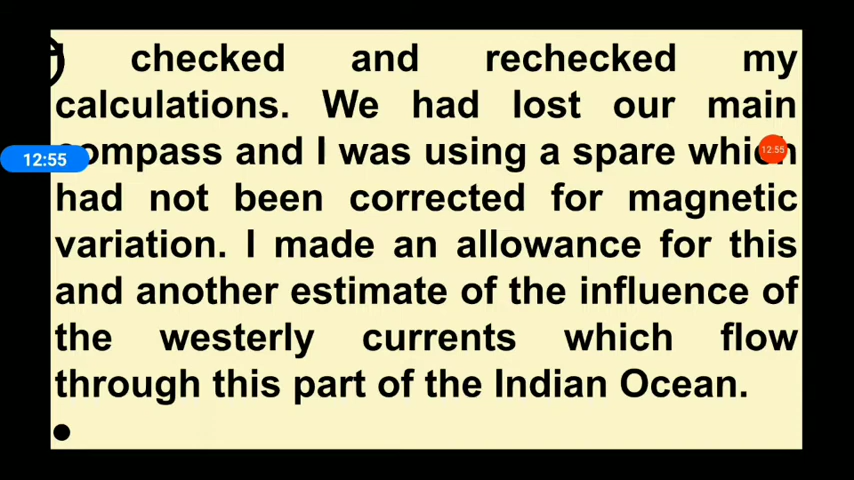 I checked and rechecked my
calculations. We had lost our main
12:55
compass and I was using a spare which
12:55
had not been corrected for magnetic
variation. I made an allowance for this
and another estimate of the influence of
the westerly currents which flow
through this part of the Indian Ocean.